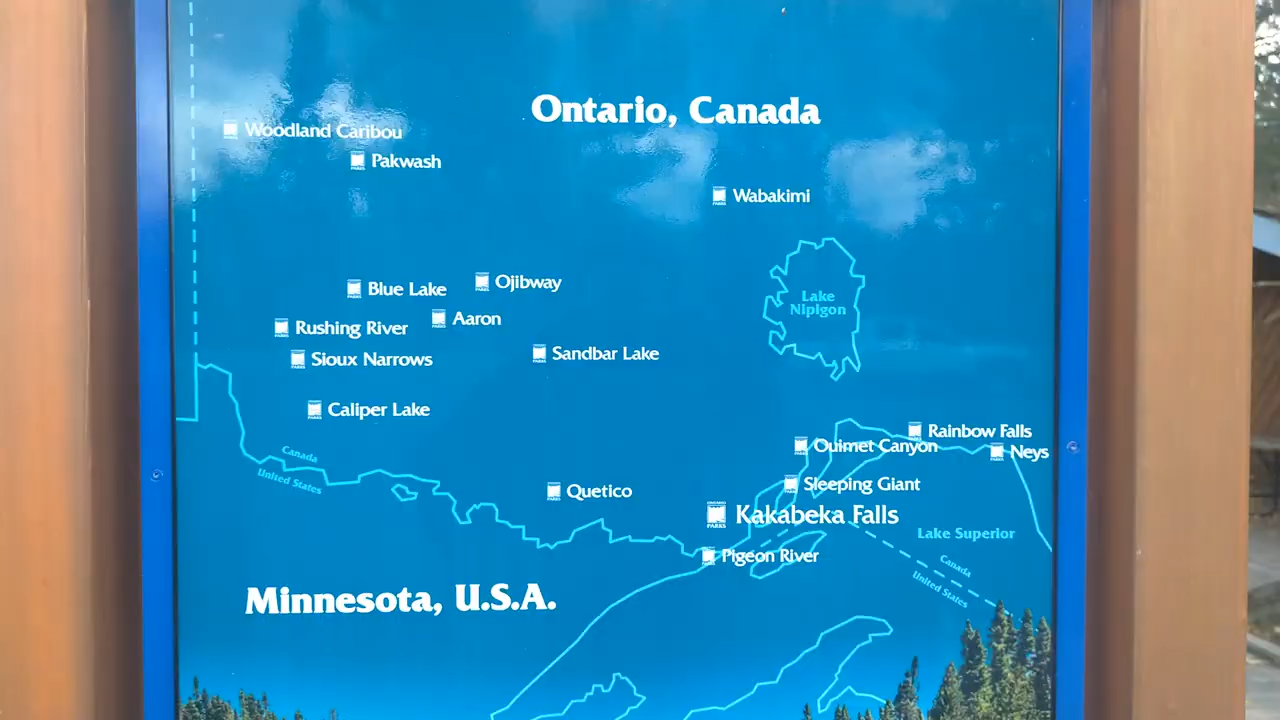 Ontario, Canada
Woodland Caribou
Pakwash
Wabakimi
Blue Lake
Ojibway
Lake
Nipigon
Rushing River
Aaron
Sioux Narrows
Sandbar Lake
Caliper Lake
Rainbow Falls
Ouimet Canyon
Neys
Canada
United States
Quetico
Sleeping Giant
Kakabeka Falls
Lake Superior
Pigeon River
Canada
United States
Minnesota, U.S.A.